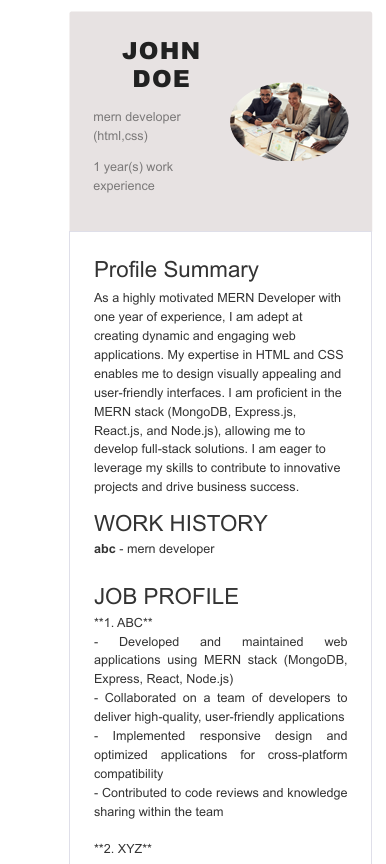 JOHN
DOE
mern developer
(html,css)
1 year(s) work
experience
Profile Summary
As a highly motivated MERN Developer with
one year of experience, I am adept at
creating dynamic and engaging web
applications. My expertise in HTML and CSS
enables me to design visually appealing and
user-friendly interfaces. I am proficient in the
MERN stack (MongoDB, Express.js,
React.js, and Node.js), allowing me to
develop full-stack solutions. I am eager to
leverage my skills to contribute to innovative
projects and drive business success.
WORK HISTORY
abc - mern developer
JOB PROFILE
**1. ABC**
- Developed and maintained web
applications using MERN stack (MongoDB,
Express, React, Node.js)
- Collaborated on a team of developers to
deliver high-quality, user-friendly applications
- Implemented responsive design and
optimized applications for cross-platform
compatibility
- Contributed to code reviews and knowledge
sharing within the team
**2. XYZ**